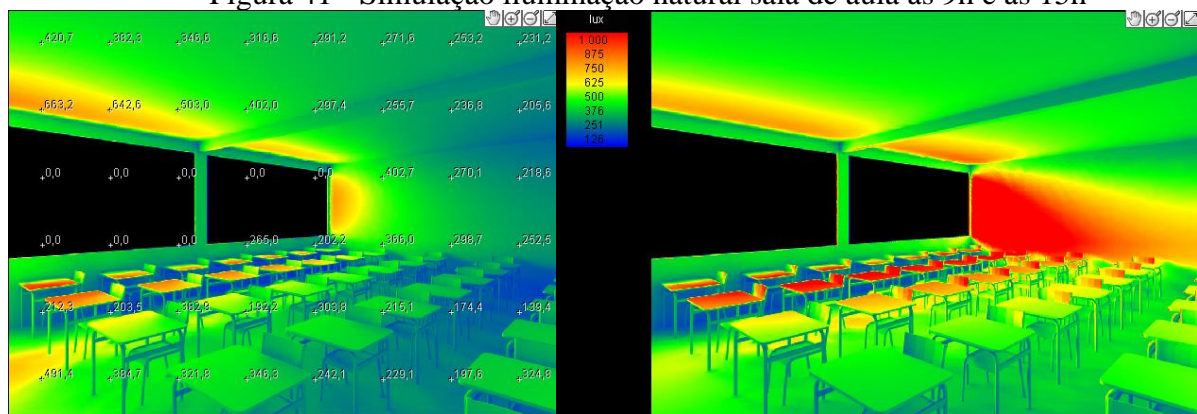 Figura 41 - Simulação iluminação natural sala de aula às 9h e às 15h
+420,7 +382,3 +346,6 +316,6 +291,2 +271,6 +253,2 +231,2
lux
1.000
875
750
625
500
376
251
126
+663,2 +642,6 +503,0 +402,0 +297,4 +255,7 +236,8 +205,6
+0,0 +0,0 +0,0 +0,0 +0,0 +402,7 +270,1 +218,6
+0,0 +0,0 +0,0 +265,0 +202,2 +366,0 +298,7 +252,5
+212,3 +203,5 +382,8 +192,2 +303,8 +215,1 +174,4 +139,4
+491,4 +384,7 +321,8 +346,3 +242,1 +229,1 +197,6 +324,8